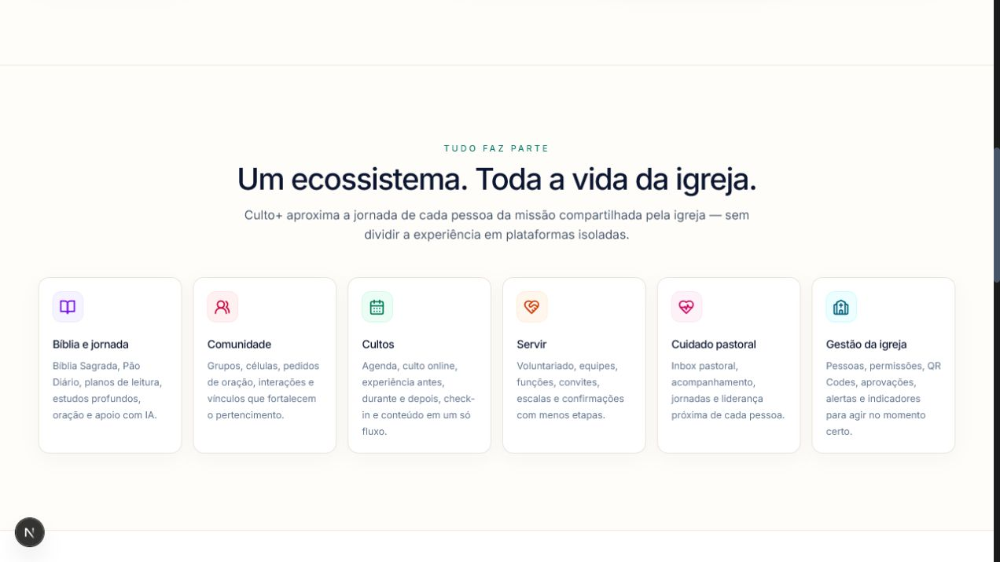 TUDO FAZ PARTE
Um ecossistema. Toda a vida da igreja.
Culto+ aproxima a jornada de cada pessoa da missão compartilhada pela igreja — sem
dividir a experiência em plataformas isoladas.
Bíblia e jornada
Bíblia Sagrada, Pão
Diário, planos de leitura,
estudos profundos,
oração e apoio com IA.
Comunidade
Grupos, células, pedidos
de oração, interações e
vínculos que fortalecem
o pertencimento.
Cultos
Agenda, culto online,
experiência antes,
durante e depois, check-
in e conteúdo em um só
fluxo.
Servir
Voluntariado, equipes,
funções, convites,
escalas e confirmações
com menos etapas.
Cuidado pastoral
Inbox pastoral,
acompanhamento,
jornadas e liderança
próxima de cada pessoa.
Gestão da igreja
Pessoas, permissões, QR
Codes, aprovações,
alertas e indicadores
para agir no momento
certo.
N